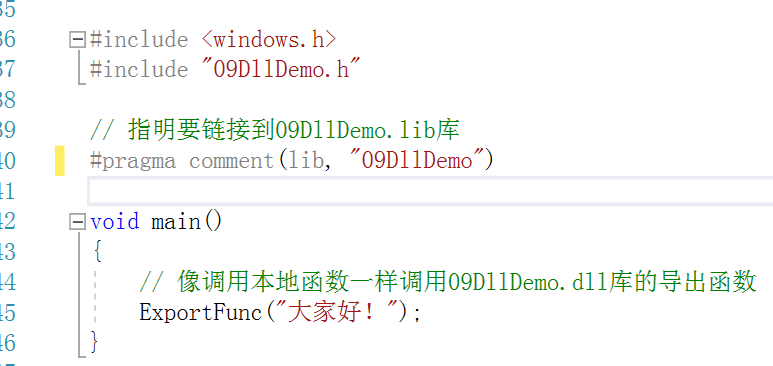 35
36 #include <windows.h>
37 #include "09DllDemo.h"
38
39 // 指明要链接到09DllDemo.lib库
40 #pragma comment(lib, "09DllDemo")
41
42 void main()
43 {
44 // 像调用本地函数一样调用09DllDemo.dll库的导出函数
45 ExportFunc("大家好！");
46 }